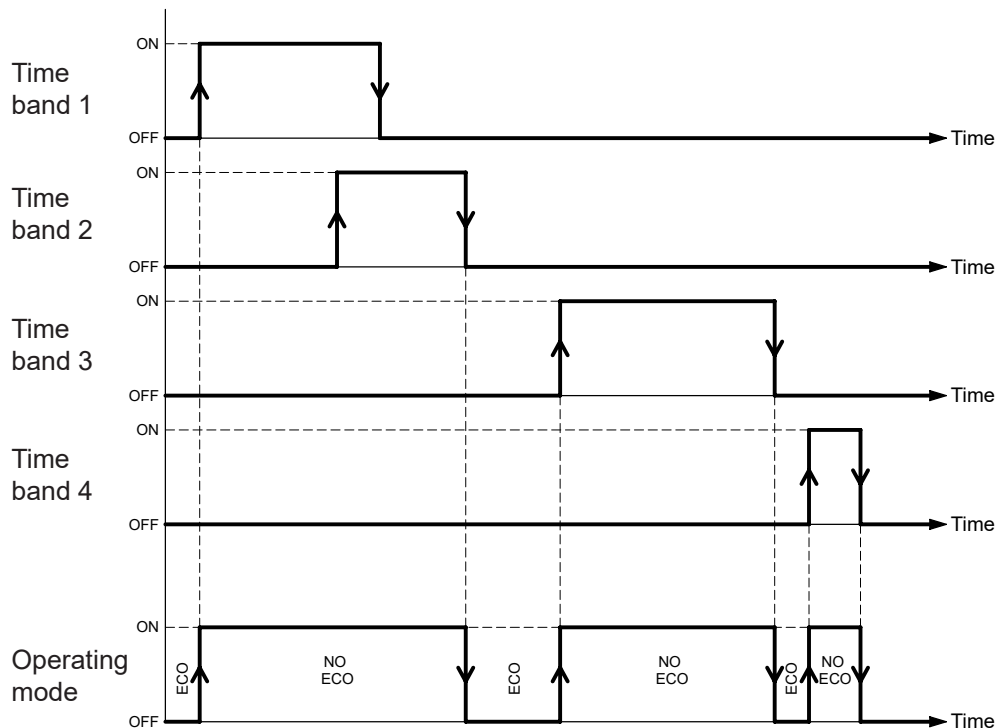 ON
Time
band 1
OFF
Time
ON
Time
band 2
OFF
Time
ON
Time
band 3
OFF
Time
ON
Time
band 4
OFF
Time
ON
Operating
mode
ECO
NO
ECO
ECO
NO
ECO
ECO
NO
ECO
OFF
Time